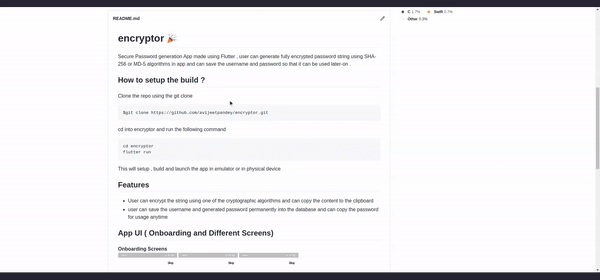 C 1.7% Swift 0.7%
Other 0.3%
README.md
encryptor 🎉
Secure Password generation App made using Flutter , user can generate fully encrypted password string using SHA-
256 or MD-5 algorithms in app and can save the username and password so that it can be used later-on .
How to setup the build ?
Clone the repo using the git clone
$git clone https://github.com/avijeetpandey/encryptor.git
cd into encryptor and run the following command
cd encryptor
flutter run
This will setup , build and launch the app in emulator or in physical device
Features
User can encrypt the string using one of the cryptographic algorithms and can copy the content to the clipboard
user can save the username and generated password permanently into the database and can copy the password
for usage anytime
App UI ( Onboarding and Different Screens)
Onboarding Screens
Skip Skip Skip